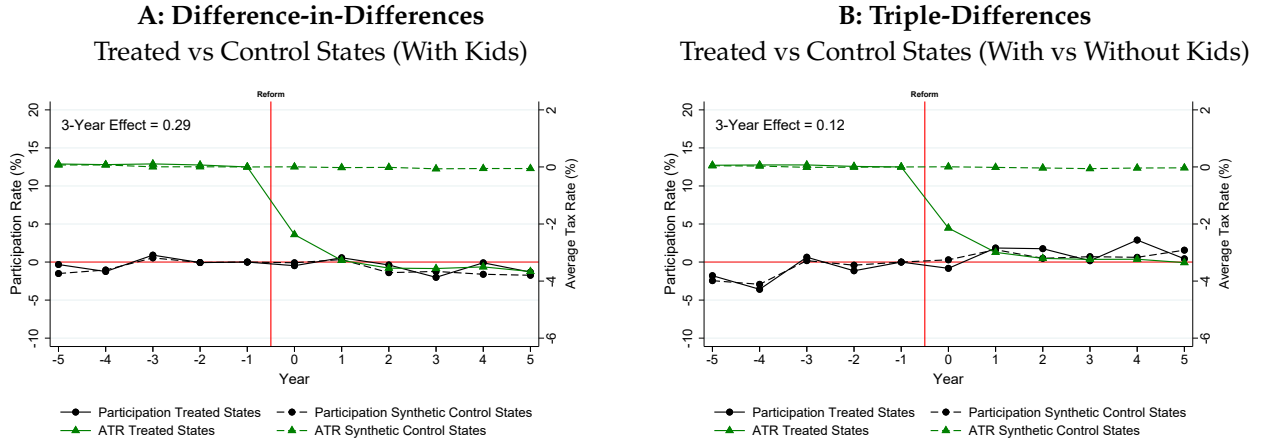 A: Difference-in-Differences
Treated vs Control States (With Kids)
Reform
3-Year Effect = 0.29
20
15
10
5
0
-5
-10
Participation Rate (%)
2
0
-2
-4
-6
Average Tax Rate (%)
-5 -4 -3 -2 -1 0 1 2 3 4 5
Year
Participation Treated States Participation Synthetic Control States
ATR Treated States ATR Synthetic Control States
B: Triple-Differences
Treated vs Control States (With vs Without Kids)
Reform
3-Year Effect = 0.12
20
15
10
5
0
-5
-10
Participation Rate (%)
2
0
-2
-4
-6
Average Tax Rate (%)
-5 -4 -3 -2 -1 0 1 2 3 4 5
Year
Participation Treated States Participation Synthetic Control States
ATR Treated States ATR Synthetic Control States